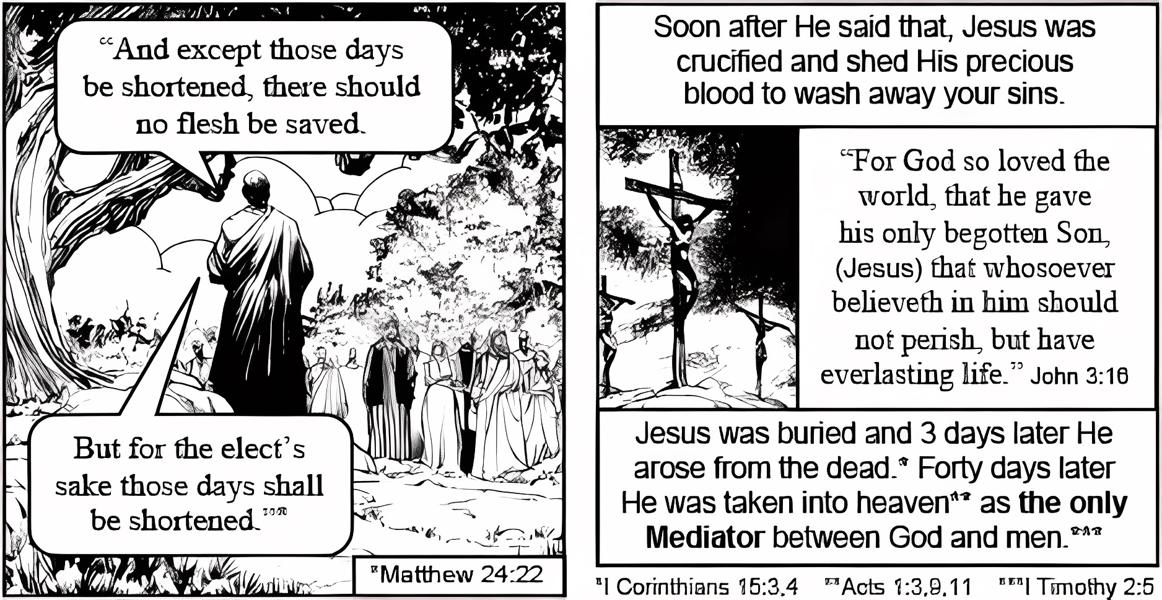 “And except those days
be shortened, there should
no flesh be saved.
But for the elect’s
sake those days shall
be shortened.”*
*Matthew 24:22
Soon after He said that, Jesus was
crucified and shed His precious
blood to wash away your sins.
“For God so loved the
world, that he gave
his only begotten Son,
(Jesus) that whosoever
believeth in him should
not perish, but have
everlasting life.” John 3:16
Jesus was buried and 3 days later He
arose from the dead.* Forty days later
He was taken into heaven** as the only
Mediator between God and men.***
*I Corinthians 15:3,4 **Acts 1:3,9,11 ***I Timothy 2:5